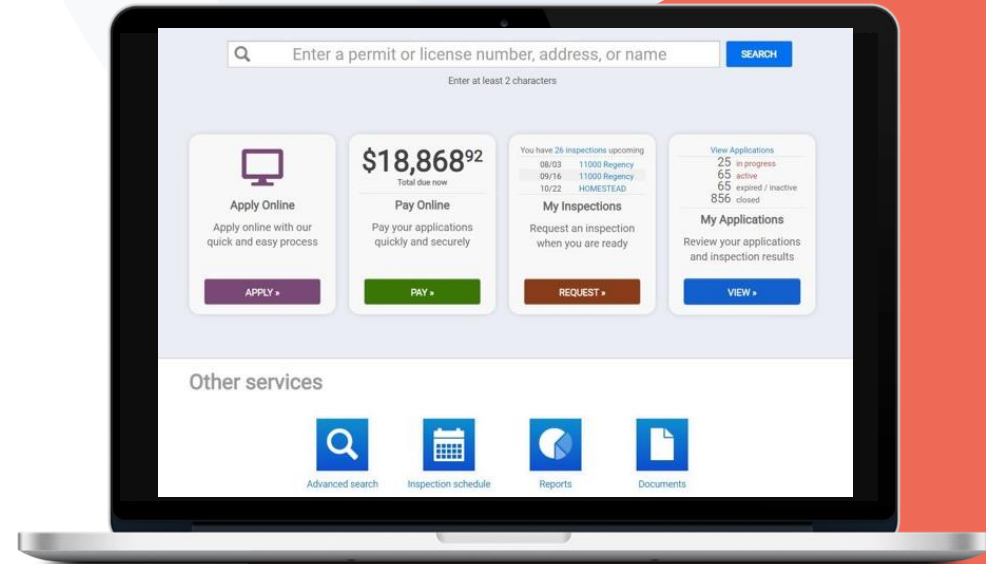 Enter a permit or license number, address, or name
SEARCH
Enter at least 2 characters
Apply Online
Apply online with our
quick and easy process
APPLY »
$18,868⁹²
Total due now
Pay Online
Pay your applications
quickly and securely
PAY »
You have 26 inspections upcoming
08/03 11000 Regency
09/16 11000 Regency
10/22 HOMESTEAD
My Inspections
Request an inspection
when you are ready
REQUEST »
View Applications
25 in progress
65 active
65 expired / inactive
856 closed
My Applications
Review your applications
and inspection results
VIEW »
Other services
Advanced search
Inspection schedule
Reports
Documents